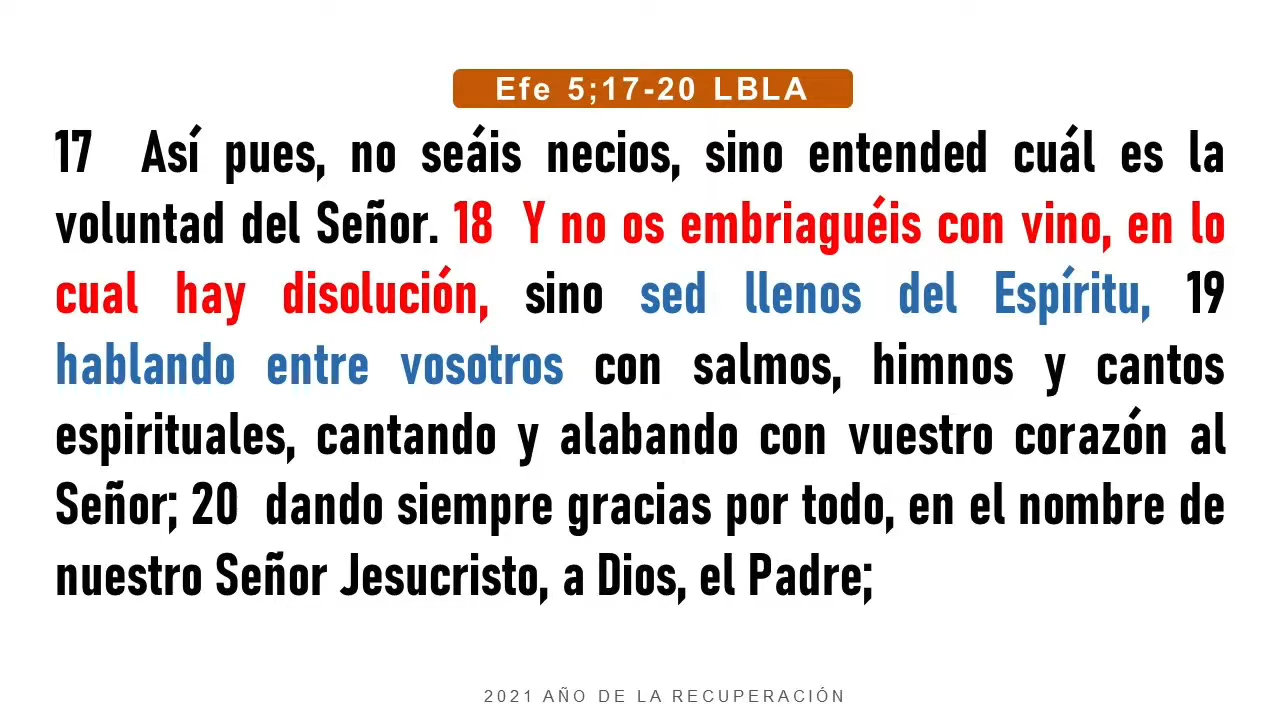 Efe 5;17-20 LBLA
17 Así pues, no seáis necios, sino entended cuál es la
voluntad del Señor. 18 Y no os embriaguéis con vino, en lo
cual hay disolución, sino sed llenos del Espíritu, 19
hablando entre vosotros con salmos, himnos y cantos
espirituales, cantando y alabando con vuestro corazón al
Señor; 20 dando siempre gracias por todo, en el nombre de
nuestro Señor Jesucristo, a Dios, el Padre;
2021 AÑO DE LA RECUPERACIÓN